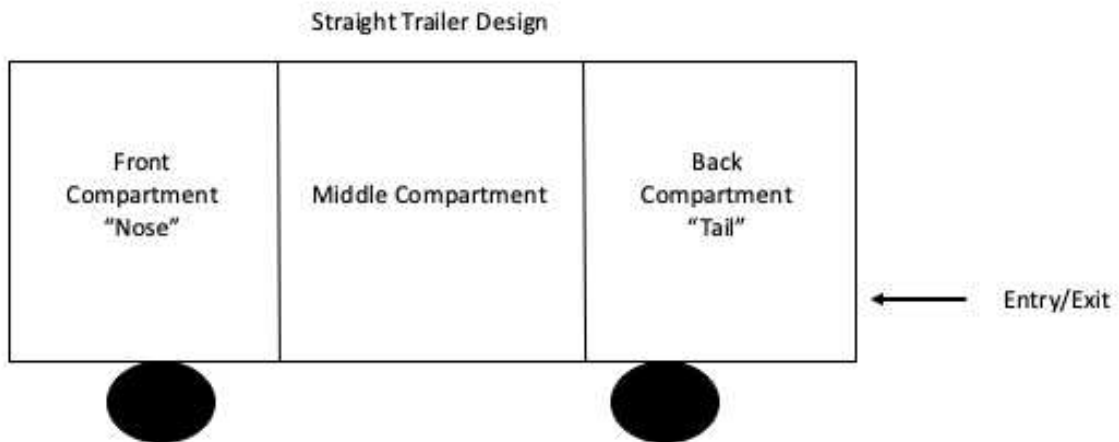 Straight Trailer Design
Front
Compartment
“Nose”
Middle Compartment
Back
Compartment
“Tail”
Entry/Exit